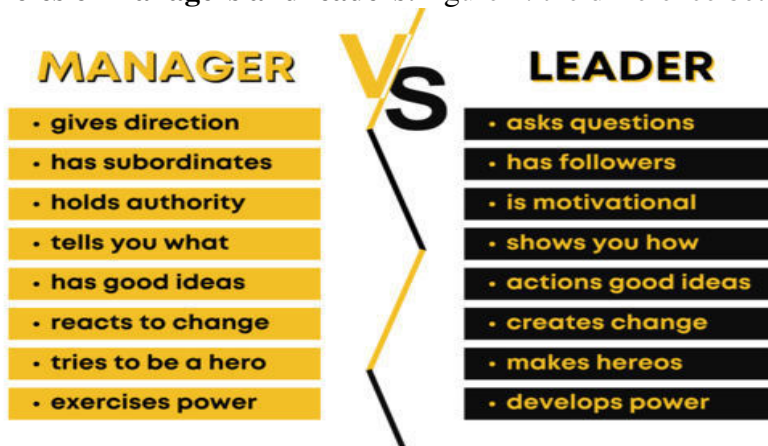 MANAGER
VS
LEADER
• gives direction
• has subordinates
• holds authority
• tells you what
• has good ideas
• reacts to change
• tries to be a hero
• exercises power
• asks questions
• has followers
• is motivational
• shows you how
• actions good ideas
• creates change
• makes hereos
• develops power